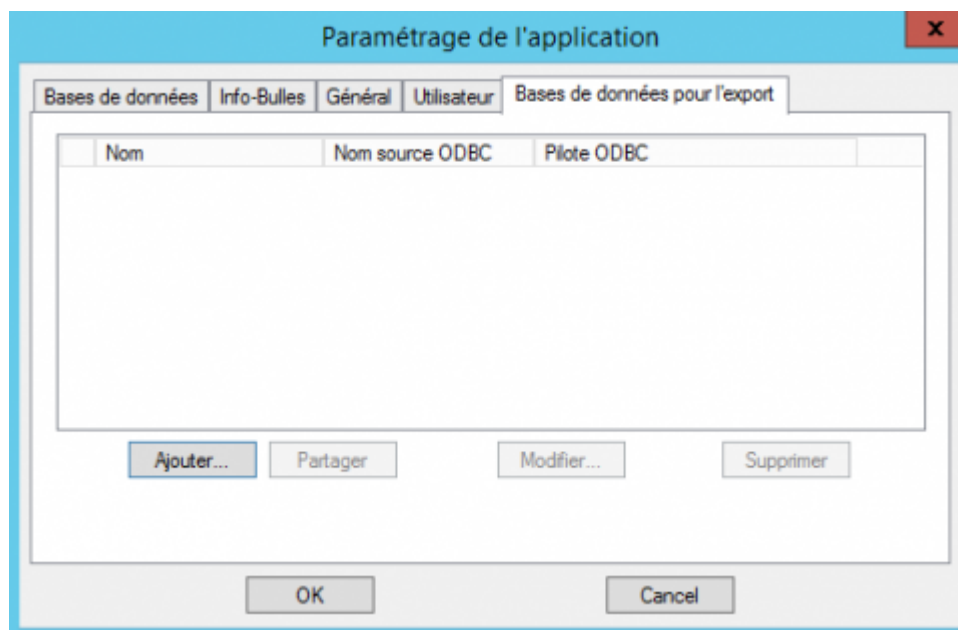 Paramétrage de l'application
x
Bases de données Info-Bulles Général Utilisateur Bases de données pour l'export
Nom Nom source ODBC Pilote ODBC
Ajouter... Partager Modifier... Supprimer
OK Cancel